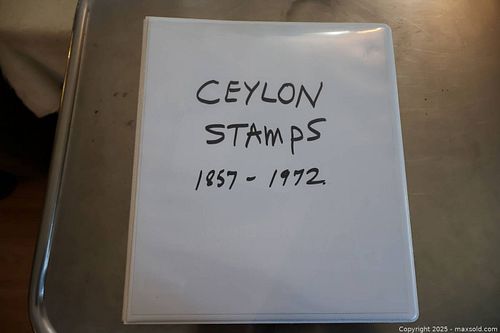 CEYLON
STAMPS
1857 - 1972.
Copyright 2025 - maxsold.com